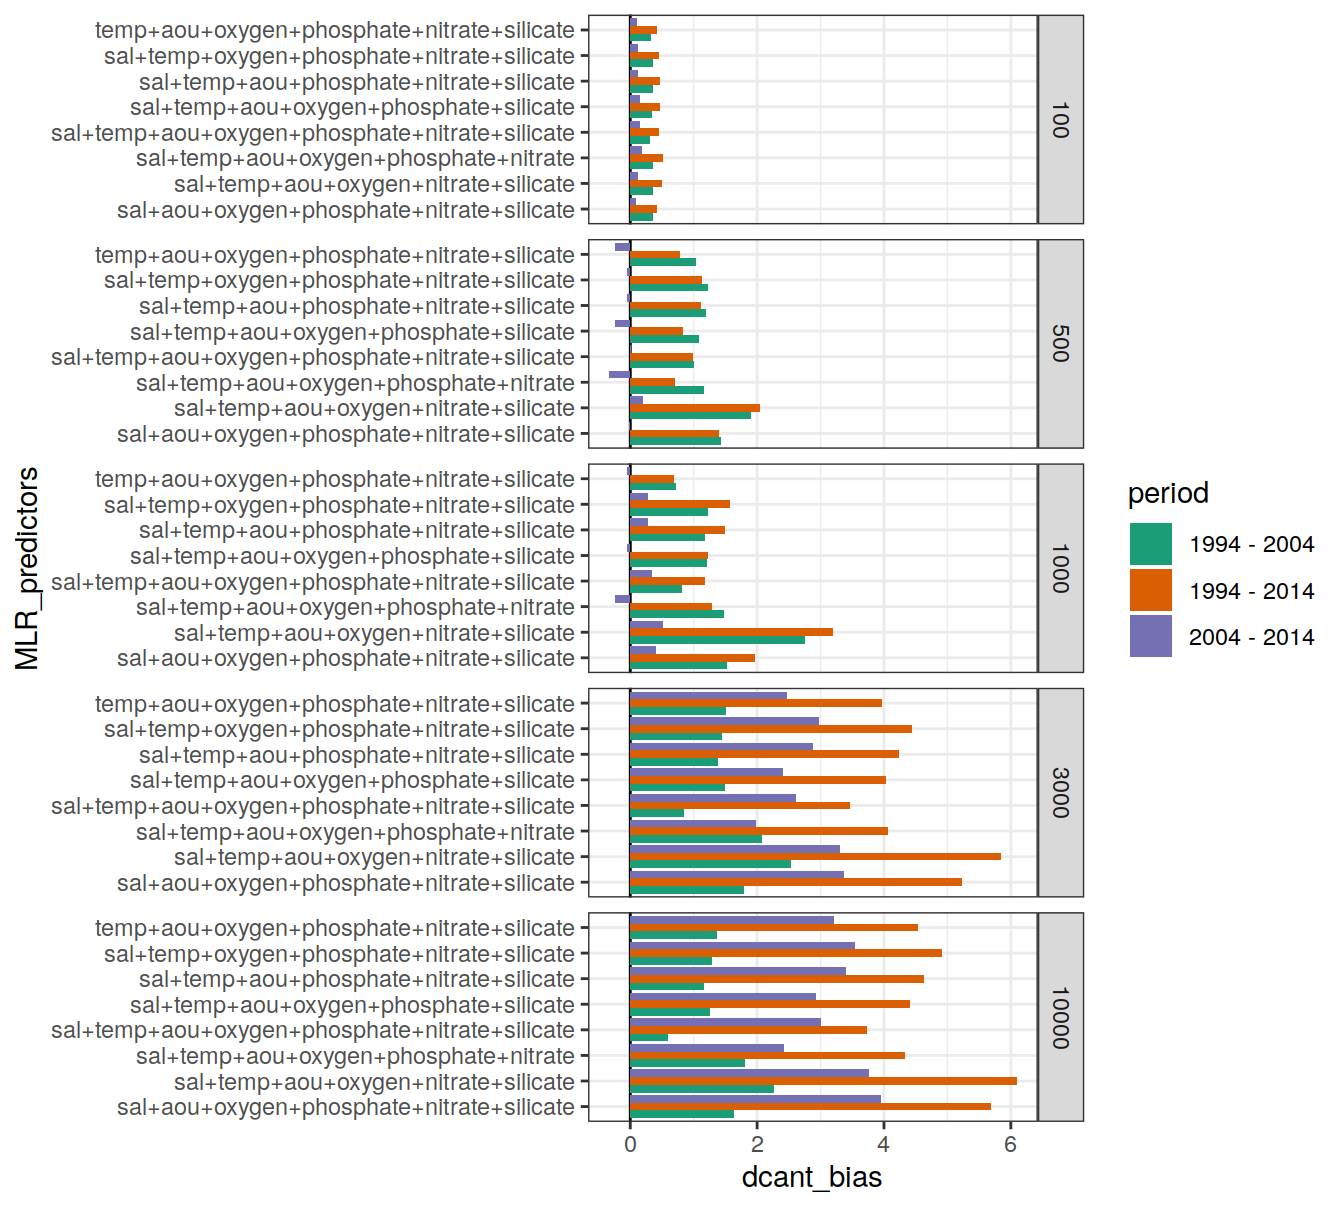 temp+aou+oxygen+phosphate+nitrate+silicate
sal+temp+oxygen+phosphate+nitrate+silicate
sal+temp+aou+phosphate+nitrate+silicate
sal+temp+aou+oxygen+phosphate+silicate
sal+temp+aou+oxygen+phosphate+nitrate+silicate
sal+temp+aou+oxygen+phosphate+nitrate
sal+temp+aou+oxygen+nitrate+silicate
sal+aou+oxygen+phosphate+nitrate+silicate
100
temp+aou+oxygen+phosphate+nitrate+silicate
sal+temp+oxygen+phosphate+nitrate+silicate
sal+temp+aou+phosphate+nitrate+silicate
sal+temp+aou+oxygen+phosphate+silicate
sal+temp+aou+oxygen+phosphate+nitrate+silicate
sal+temp+aou+oxygen+phosphate+nitrate
sal+temp+aou+oxygen+nitrate+silicate
sal+aou+oxygen+phosphate+nitrate+silicate
500
temp+aou+oxygen+phosphate+nitrate+silicate
sal+temp+oxygen+phosphate+nitrate+silicate
sal+temp+aou+phosphate+nitrate+silicate
sal+temp+aou+oxygen+phosphate+silicate
sal+temp+aou+oxygen+phosphate+nitrate+silicate
sal+temp+aou+oxygen+phosphate+nitrate
sal+temp+aou+oxygen+nitrate+silicate
sal+aou+oxygen+phosphate+nitrate+silicate
1000
temp+aou+oxygen+phosphate+nitrate+silicate
sal+temp+oxygen+phosphate+nitrate+silicate
sal+temp+aou+phosphate+nitrate+silicate
sal+temp+aou+oxygen+phosphate+silicate
sal+temp+aou+oxygen+phosphate+nitrate+silicate
sal+temp+aou+oxygen+phosphate+nitrate
sal+temp+aou+oxygen+nitrate+silicate
sal+aou+oxygen+phosphate+nitrate+silicate
3000
temp+aou+oxygen+phosphate+nitrate+silicate
sal+temp+oxygen+phosphate+nitrate+silicate
sal+temp+aou+phosphate+nitrate+silicate
sal+temp+aou+oxygen+phosphate+silicate
sal+temp+aou+oxygen+phosphate+nitrate+silicate
sal+temp+aou+oxygen+phosphate+nitrate
sal+temp+aou+oxygen+nitrate+silicate
sal+aou+oxygen+phosphate+nitrate+silicate
10000
0 2 4 6
dcant_bias
MLR_predictors
period
1994 - 2004
1994 - 2014
2004 - 2014